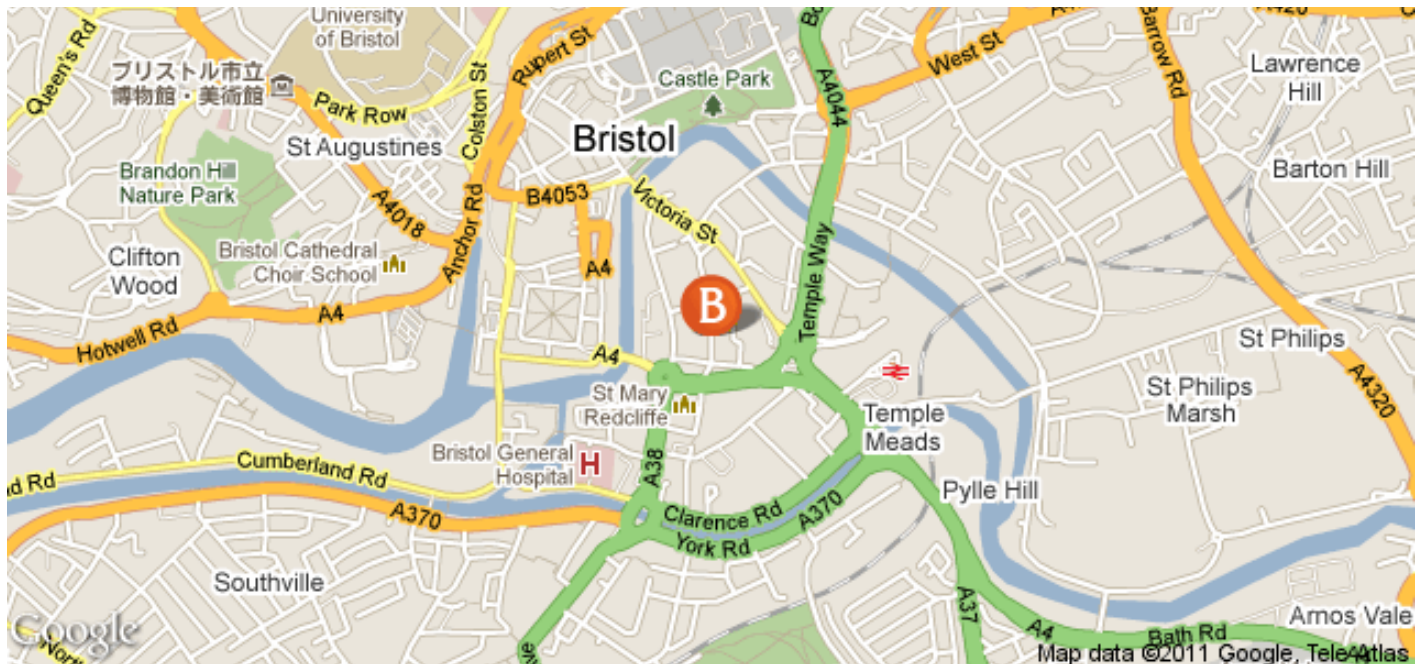 University
of Bristol
Queen's Rd
ブリストル市立
博物館・美術館
Park Row
Colston St
Rupert St
Castle Park
A4044
West St
Barrow Rd
A420
Lawrence
Hill
St Augustines
Bristol
Barton Hill
Brandon Hill
Nature Park
A4018
Anchor Rd
B4053
Victoria St
Temple Way
Clifton
Wood
Bristol Cathedral
Choir School
A4
B
A4
Hotwell Rd
A4
St Philips
St Mary
Redcliffe
Temple
Meads
St Philips
Marsh
A4320
Bristol General
Hospital
H
A38
Cumberland Rd
nd Rd
A370
Clarence Rd
A370
York Rd
Pylle Hill
Southville
A37
A4
Bath Rd
Arnos Vale
Google
North
Map data ©2011 Google, Tele Atlas